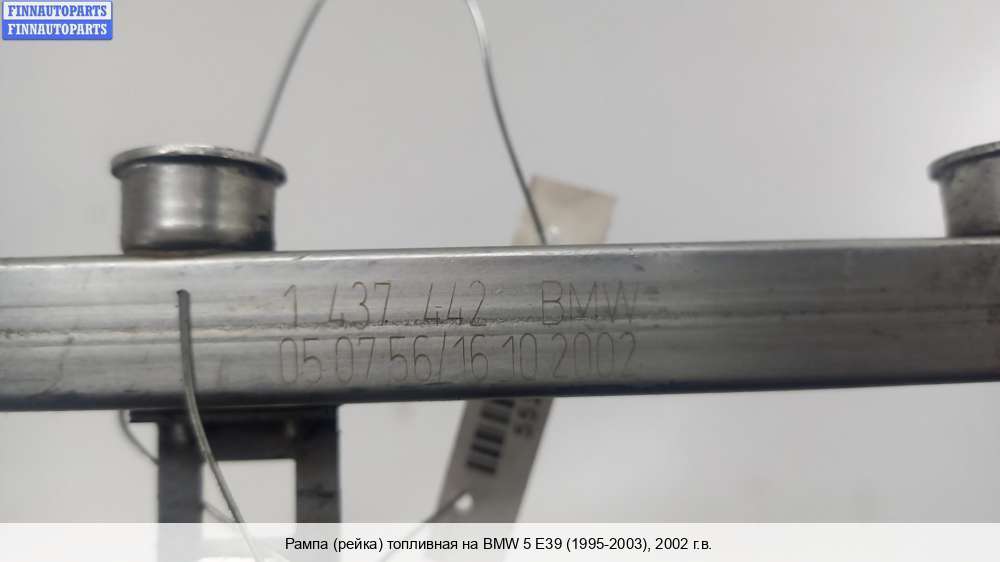 FINNAUTOPARTS
FINNAUTOPARTS
1 437 442 BMW
05 07 56/16 10 2002
Рампа (рейка) топливная на BMW 5 E39 (1995-2003), 2002 г.в.